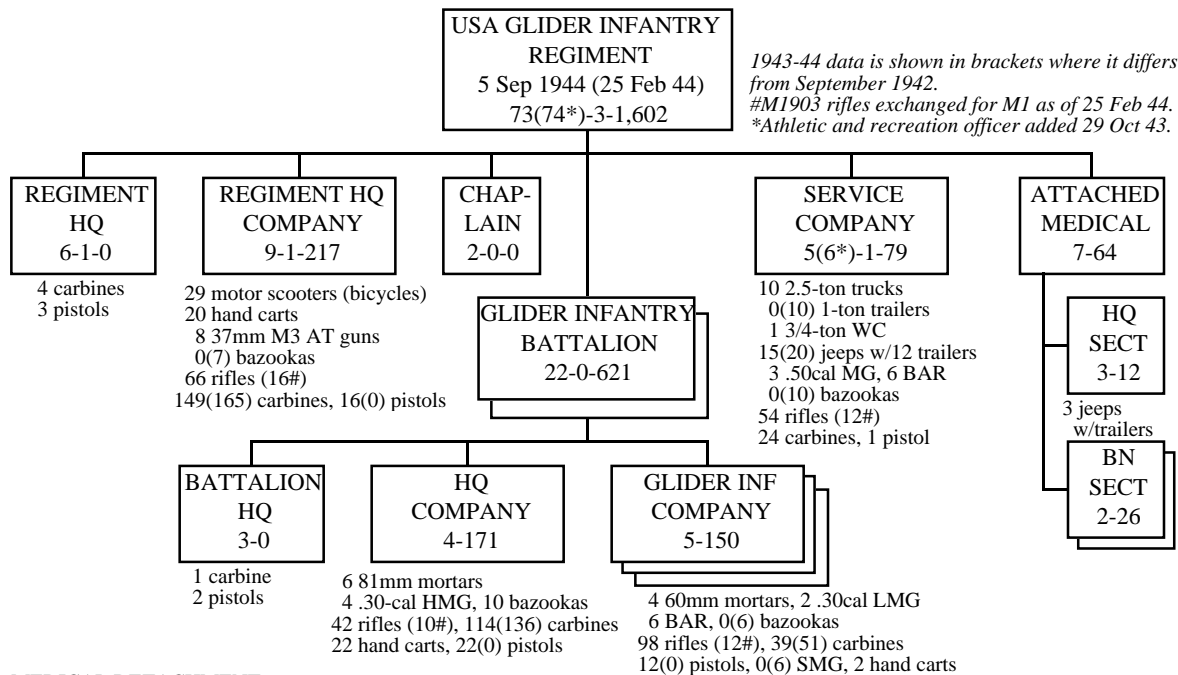 USA GLIDER INFANTRY
REGIMENT
5 Sep 1944 (25 Feb 44)
73(74*)-3-1,602
1943-44 data is shown in brackets where it differs
from September 1942.
#M1903 rifles exchanged for M1 as of 25 Feb 44.
*Athletic and recreation officer added 29 Oct 43.
REGIMENT
HQ
6-1-0
4 carbines
3 pistols
REGIMENT HQ
COMPANY
9-1-217
29 motor scooters (bicycles)
20 hand carts
8 37mm M3 AT guns
0(7) bazookas
66 rifles (16#)
149(165) carbines, 16(0) pistols
CHAP-
LAIN
2-0-0
GLIDER INFANTRY
BATTALION
22-0-621
SERVICE
COMPANY
5(6*)-1-79
10 2.5-ton trucks
0(10) 1-ton trailers
1 3/4-ton WC
15(20) jeeps w/12 trailers
3 .50cal MG, 6 BAR
0(10) bazookas
54 rifles (12#)
24 carbines, 1 pistol
ATTACHED
MEDICAL
7-64
HQ
SECT
3-12
3 jeeps
w/trailers
BN
SECT
2-26
BATTALION
HQ
3-0
1 carbine
2 pistols
HQ
COMPANY
4-171
6 81mm mortars
4 .30-cal HMG, 10 bazookas
42 rifles (10#), 114(136) carbines
22 hand carts, 22(0) pistols
GLIDER INF
COMPANY
5-150
4 60mm mortars, 2 .30cal LMG
6 BAR, 0(6) bazookas
98 rifles (12#), 39(51) carbines
12(0) pistols, 0(6) SMG, 2 hand carts